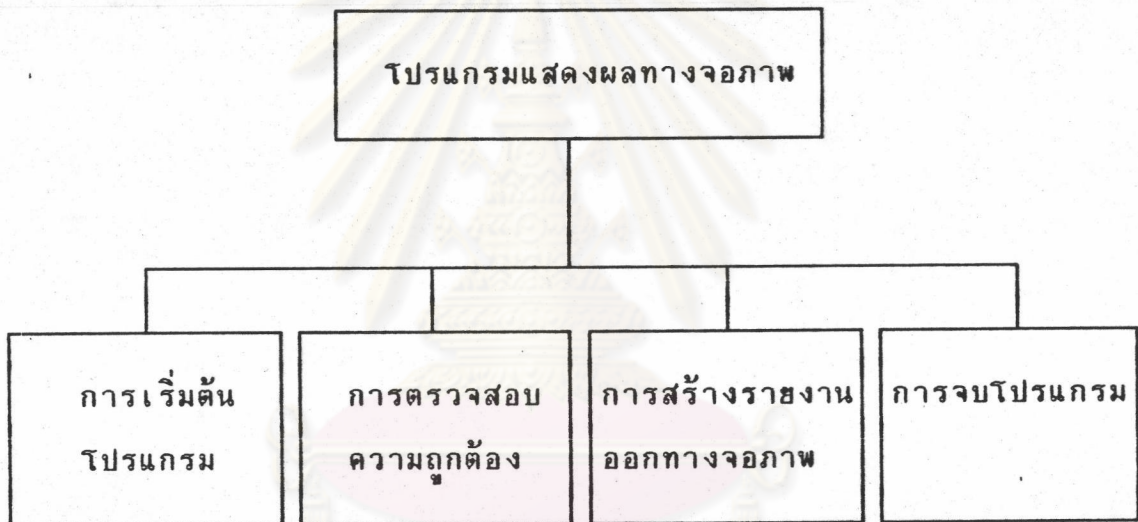 โปรแกรมแสดงผลทางจอภาพ
การเริ่มต้น
โปรแกรม
การตรวจสอบ
ความถูกต้อง
การสร้างรายงาน
ออกทางจอภาพ
การจบโปรแกรม